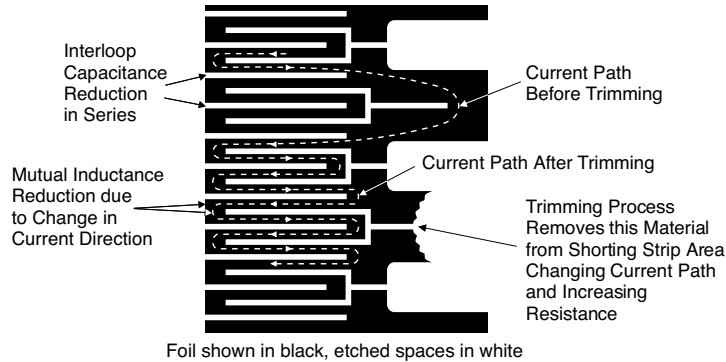 Interloop
Capacitance
Reduction
in Series
Current Path
Before Trimming
Current Path After Trimming
Mutual Inductance
Reduction due
to Change in
Current Direction
Trimming Process
Removes this Material
from Shorting Strip Area
Changing Current Path
and Increasing
Resistance
Foil shown in black, etched spaces in white